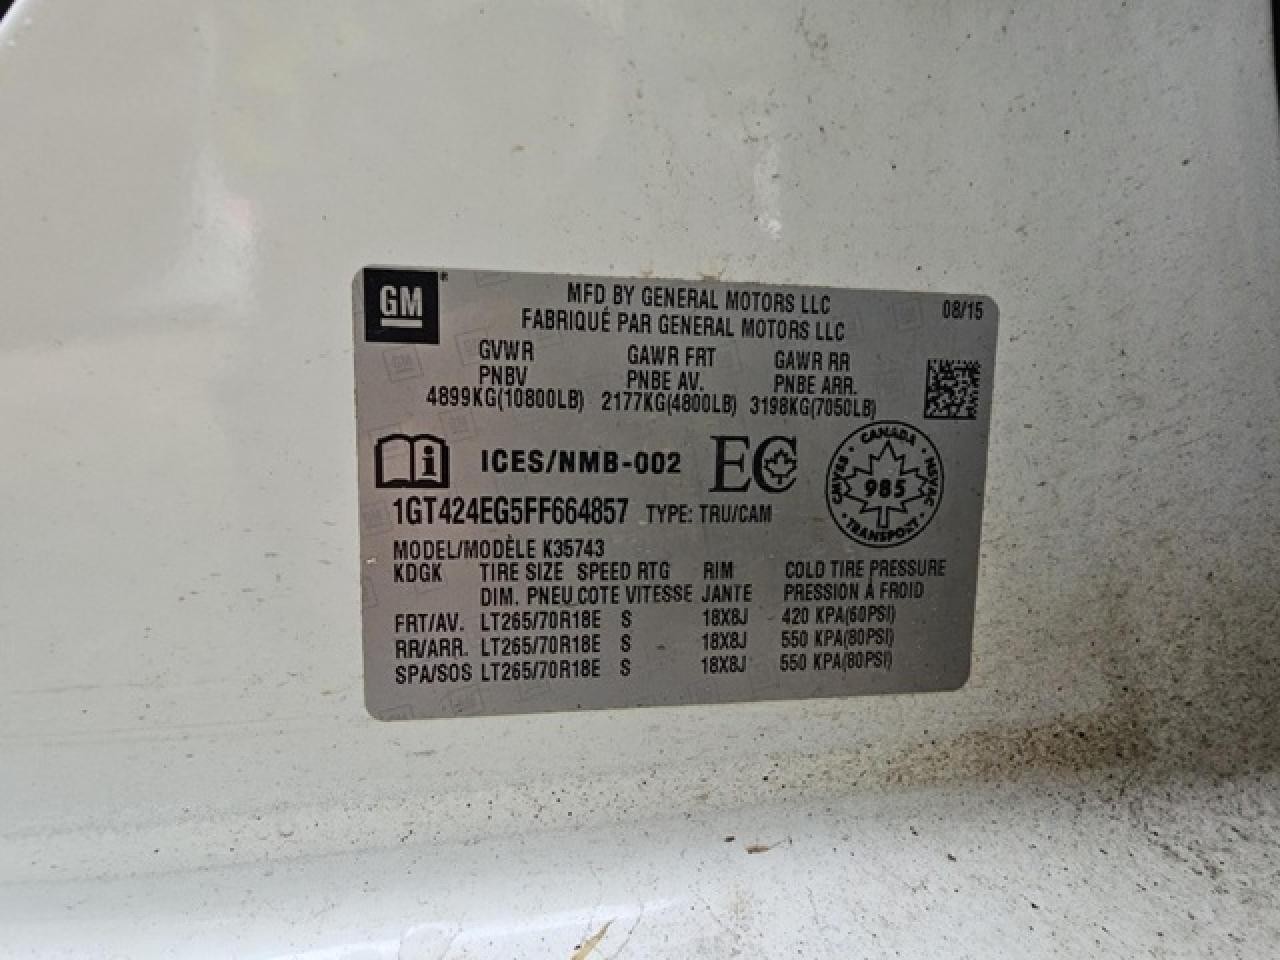 GM
MFD BY GENERAL MOTORS LLC 08/15
FABRIQUÉ PAR GENERAL MOTORS LLC
GVWR GAWR FRT GAWR RR
PNBV PNBE AV. PNBE ARR.
4899KG(10800LB) 2177KG(4800LB) 3198KG(7050LB)
ICES/NMB-002 EC
CANADA
CMVSS 985 NSVAC
TRANSPORT
1GT424EG5FF664857 TYPE: TRU/CAM
MODEL/MODÈLE K35743
KDGK TIRE SIZE SPEED RTG RIM COLD TIRE PRESSURE
DIM. PNEU COTE VITESSE JANTE PRESSION À FROID
FRT/AV. LT265/70R18E S 18X8J 420 KPA(60PSI)
RR/ARR. LT265/70R18E S 18X8J 550 KPA(80PSI)
SPA/SOS LT265/70R18E S 18X8J 550 KPA(80PSI)